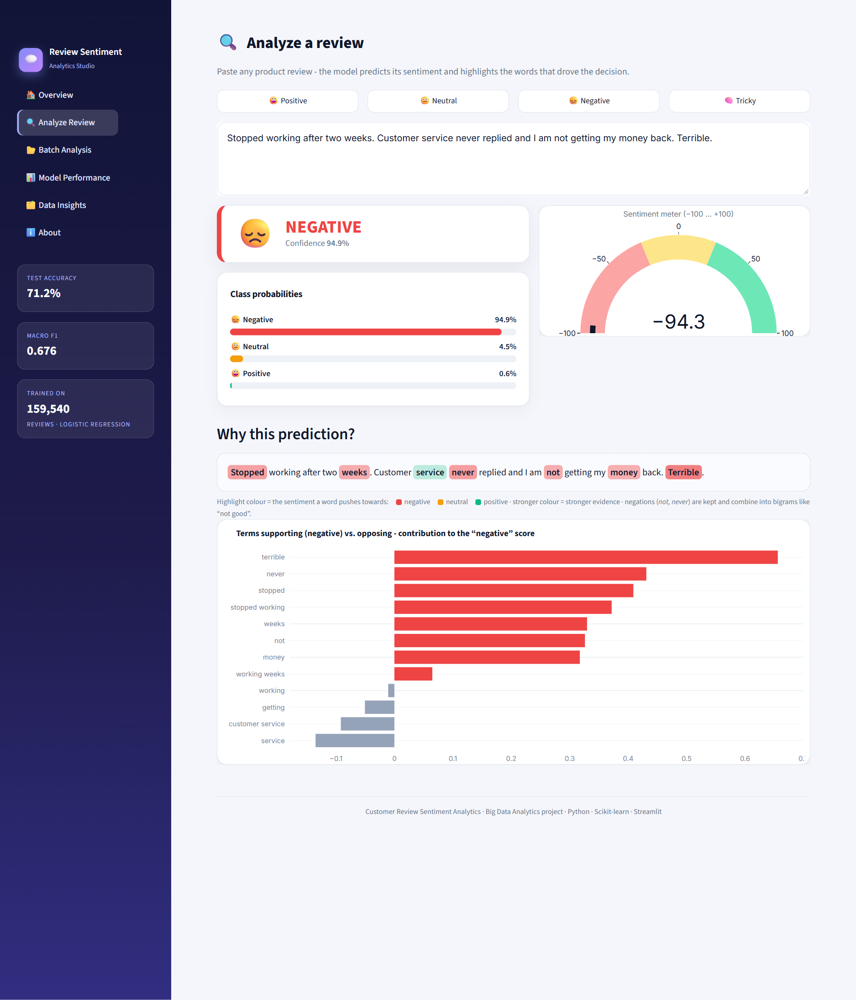 Review Sentiment
Analytics Studio
Overview
Analyze Review
Batch Analysis
Model Performance
Data Insights
About
TEST ACCURACY
71.2%
MACRO F1
0.676
TRAINED ON
159,540
REVIEWS · LOGISTIC REGRESSION
Analyze a review
Paste any product review - the model predicts its sentiment and highlights the words that drove the decision.
Positive
Neutral
Negative
Tricky
Stopped working after two weeks. Customer service never replied and I am not getting my money back. Terrible.
NEGATIVE
Confidence 94.9%
Class probabilities
Negative 94.9%
Neutral 4.5%
Positive 0.6%
Sentiment meter (−100 ... +100)
0
−50
50
−100
100
−94.3
Why this prediction?
Stopped working after two weeks. Customer service never replied and I am not getting my money back. Terrible.
Highlight colour = the sentiment a word pushes towards: negative neutral positive · stronger colour = stronger evidence · negations (not, never) are kept and combine into bigrams like
“not good”.
Terms supporting (negative) vs. opposing - contribution to the “negative” score
terrible
never
stopped
stopped working
weeks
not
money
working weeks
working
getting
customer service
service
−0.1 0 0.1 0.2 0.3 0.4 0.5 0.6
Customer Review Sentiment Analytics · Big Data Analytics project · Python · Scikit-learn · Streamlit